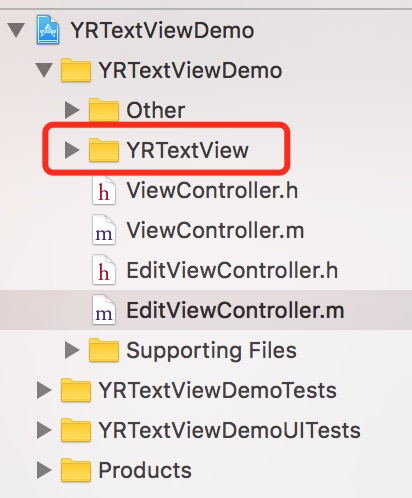 YRTextViewDemo
YRTextViewDemo
Other
YRTextView
h ViewController.h
m ViewController.m
h EditViewController.h
m EditViewController.m
Supporting Files
YRTextViewDemoTests
YRTextViewDemoUITests
Products